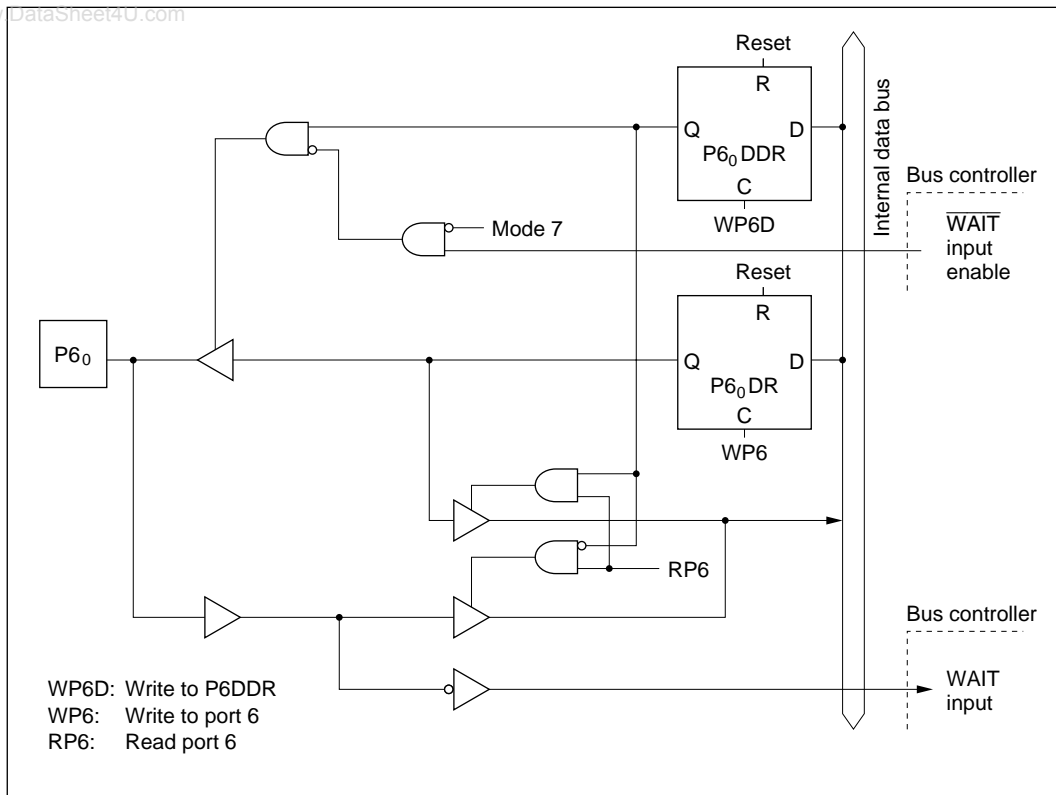 DataSheet4U.com
Reset
R
Q D
P6₀ DDR
C
WP6D
Internal data bus
Bus controller
W̅A̅I̅T̅
input
enable
Mode 7
Reset
R
Q D
P6₀ DR
C
WP6
P6₀
RP6
Bus controller
WAIT
input
WP6D: Write to P6DDR
WP6: Write to port 6
RP6: Read port 6